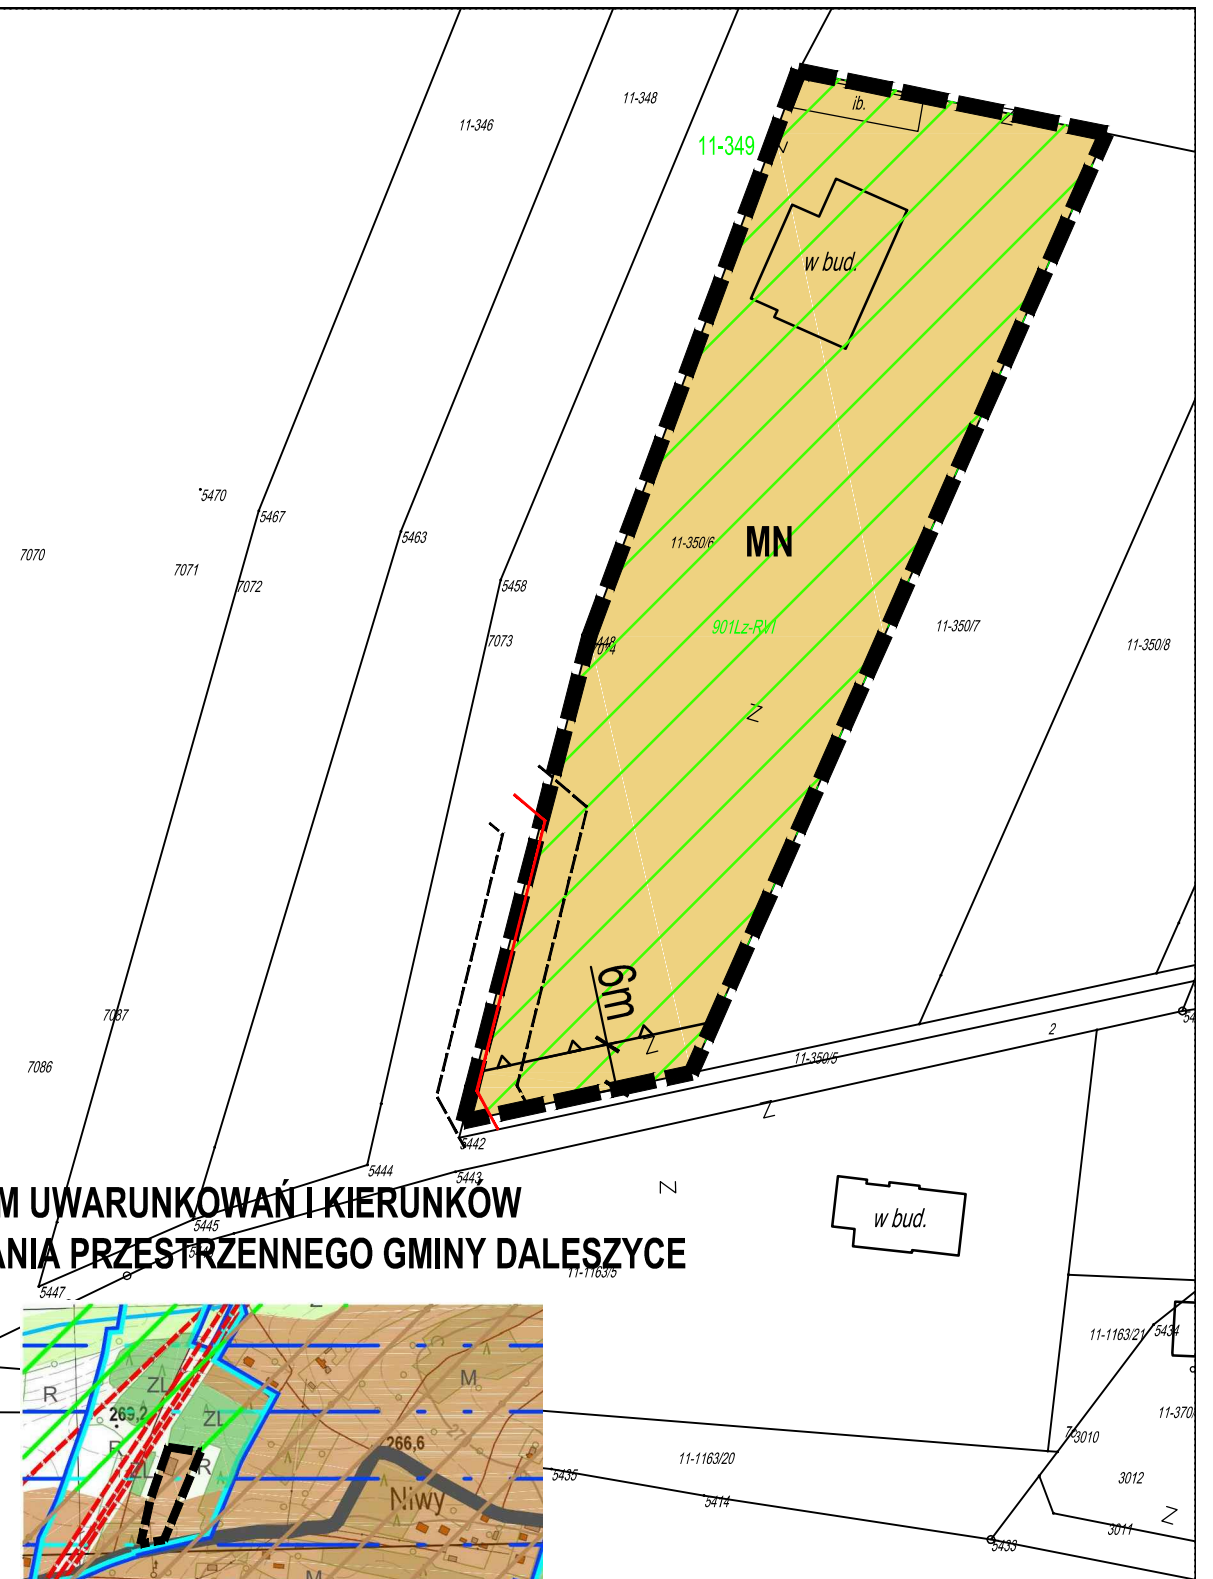 ib.
11-348
11-346
11-349
Z
Z
w bud.
5470
5467
5463
MN
11-350/6
7070
7071
7072
5458
901Lz-RVI
11-350/7
7073
11-350/8
Z
6m
7087
2
Z
11-350/5
7086
Z
5442
5444
5443
Z
M UWARUNKOWAŃ I KIERUNKÓW
w bud.
5445
ANIA PRZESTRZENNEGO GMINY DALESZYCE
11-1163/5
5447
11-1163/21
5434
R
ZL
M
269,2
ZL
11-370/
R
266,6
27
3010
ZL
R
11-1163/20
5435
3012
Niwy
5414
Z
3011
5433
M